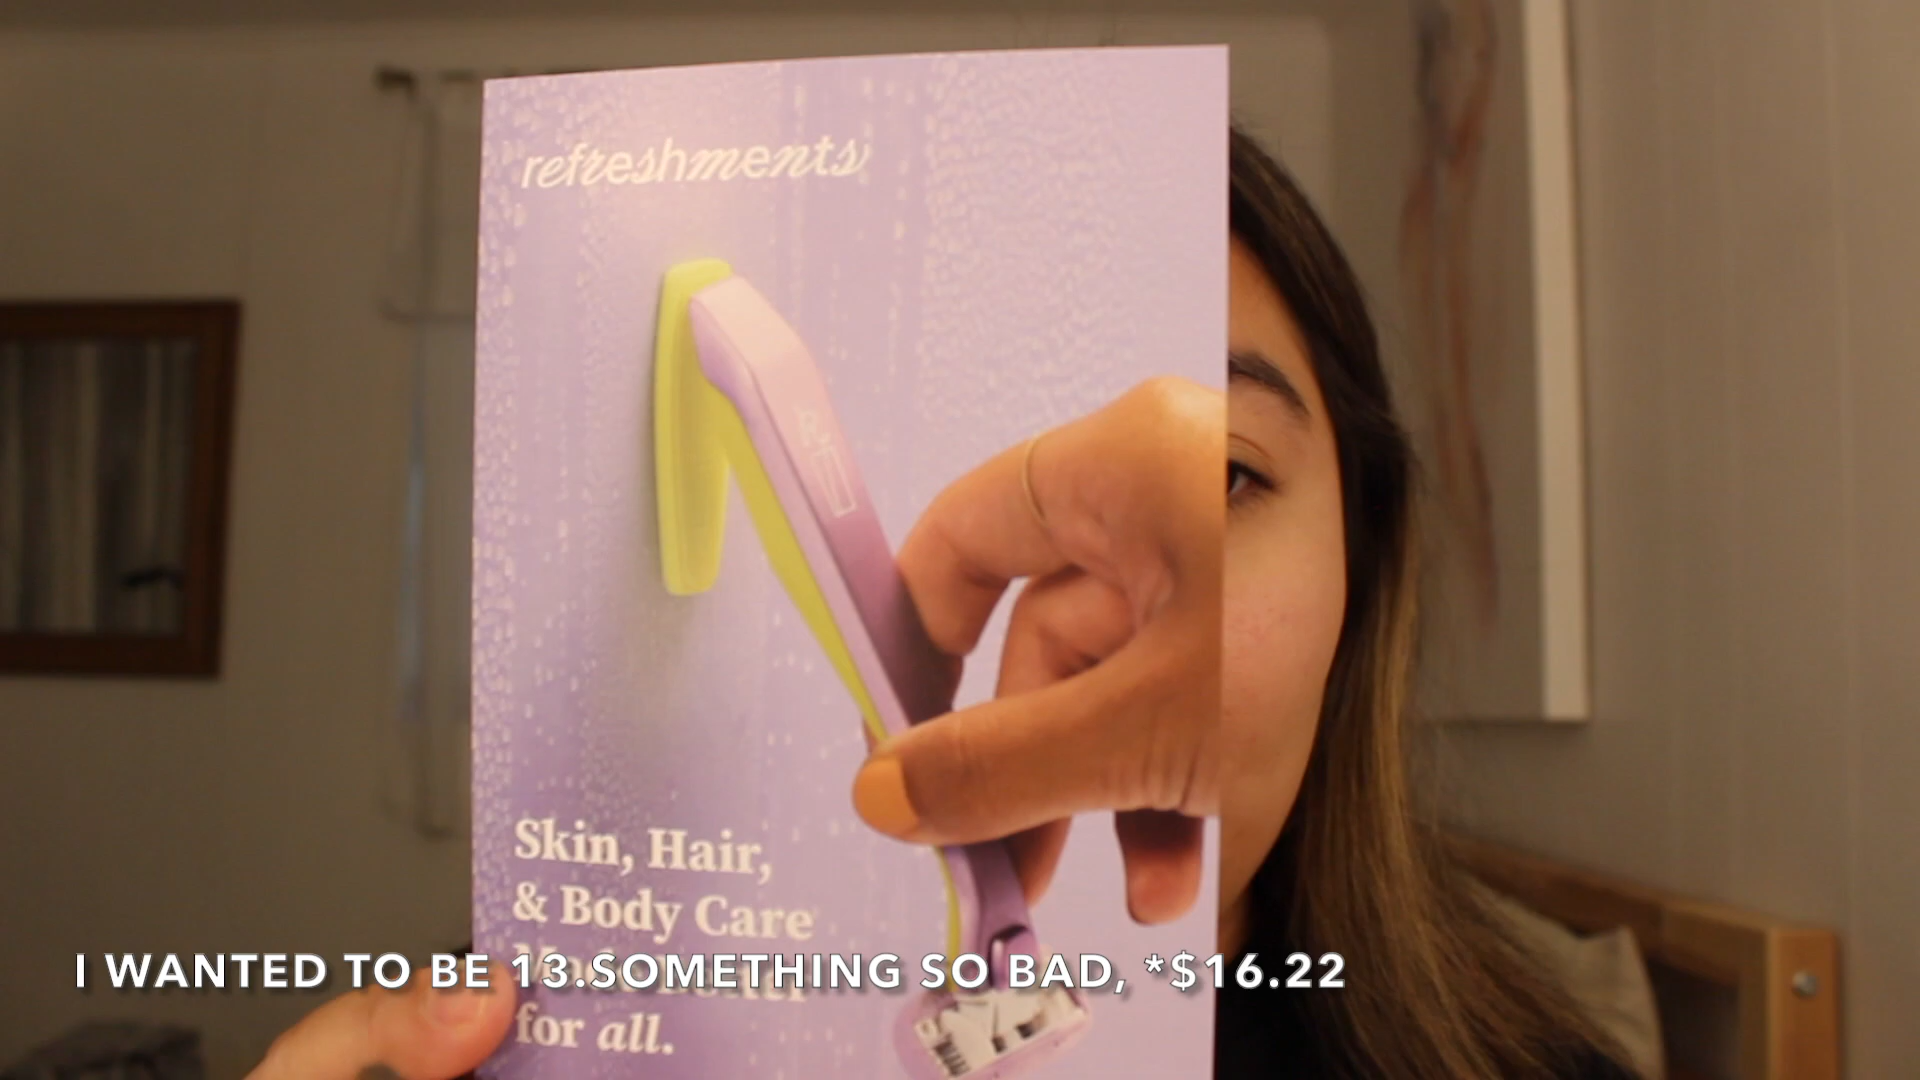 refreshments
Skin, Hair,
& Body Care
for all.
I WANTED TO BE 13.SOMETHING SO BAD, *$16.22